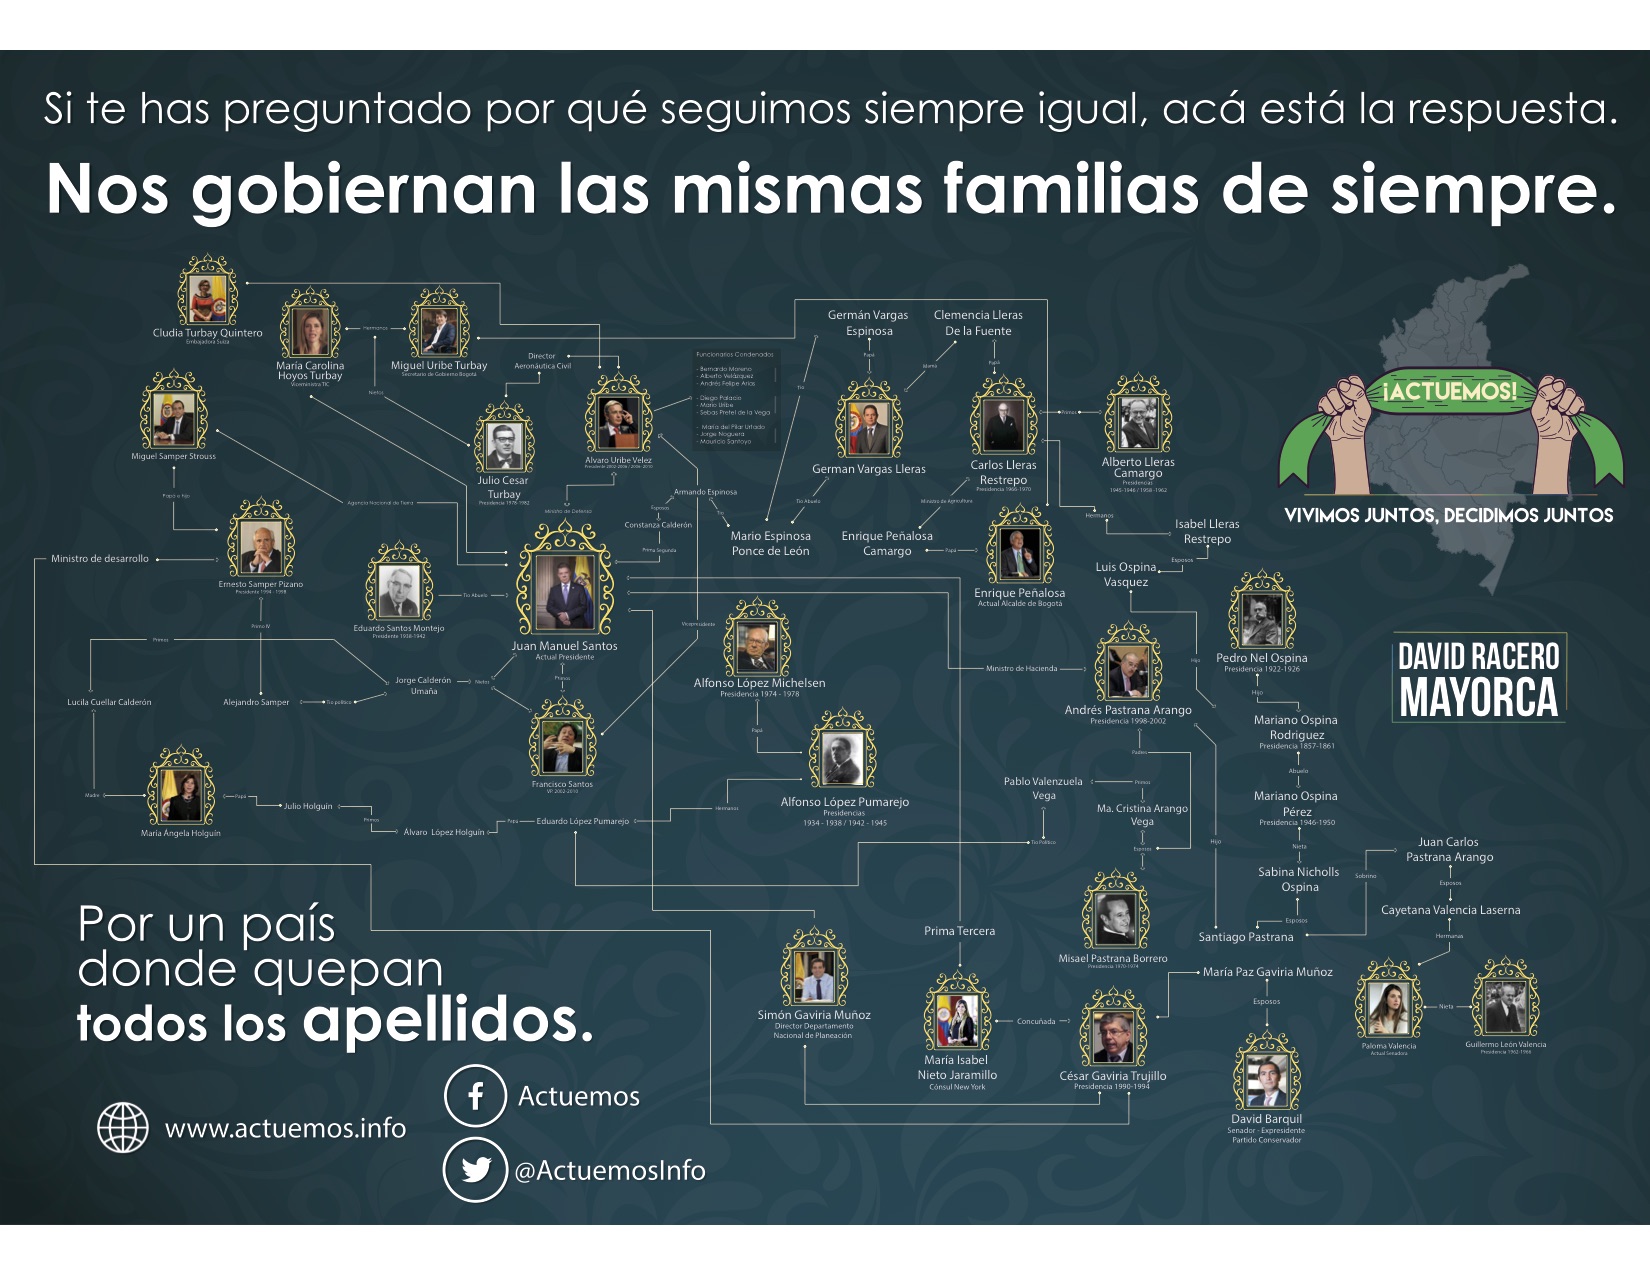 Si te has preguntado por qué seguimos siempre igual, acá está la respuesta.
Nos gobiernan las mismas familias de siempre.
Cludia Turbay Quintero
Embajadora Suiza
María Carolina
Hoyos Turbay
Viceministra TIC
Hermanos
Miguel Uribe Turbay
Secretario de Gobierno Bogotá
Nietos
Director
Aeronáutica Civil
Julio Cesar
Turbay
Presidencia 1978-1982
Alvaro Uribe Velez
Presidente 2002-2006 / 2006- 2010
Funcionarios Condenados
- Bernardo Moreno
- Alberto Velázquez
- Andrés Felipe Arias
- Diego Palacio
- Mario Uribe
- Sabas Pretel de la Vega
- María del Pilar Urtado
- Jorge Noguera
- Mauricio Santoyo
Germán Vargas
Espinosa
Clemencia Lleras
De la Fuente
Papá
Mamá
Papá
Tío
German Vargas Lleras
Carlos Lleras
Restrepo
Presidencia 1966-1970
Primos
Alberto Lleras
Camargo
Presidencias
1945-1946 / 1958 -1962
Miguel Samper Strouss
Papá e hijo
Agencia Nacional de Tierra
Ministro de Defensa
Armando Espinosa
Esposos
Tío
Constanza Calderón
Prima Segunda
Tío Abuelo
Ministro de Agricultura
Mario Espinosa
Ponce de León
Enrique Peñalosa
Camargo
Papá
Enrique Peñalosa
Actual Alcalde de Bogotá
Hermanos
Isabel Lleras
Restrepo
Esposos
Luis Ospina
Vasquez
¡ACTUEMOS!
VIVIMOS JUNTOS, DECIDIMOS JUNTOS
Ministro de desarrollo
Ernesto Samper Pizano
Presidente 1994 - 1998
Eduardo Santos Montejo
Presidente 1938-1942
Tío Abuelo
Juan Manuel Santos
Actual Presidente
Vicepresidente
Alfonso López Michelsen
Presidencia 1974 - 1978
Ministro de Hacienda
Andrés Pastrana Arango
Presidencia 1998-2002
Hijo
Pedro Nel Ospina
Presidencia 1922-1926
Hijo
Mariano Ospina
Rodriguez
Presidencia 1857-1861
Abuelo
Mariano Ospina
Pérez
Presidencia 1946-1950
Nieta
Sabina Nicholls
Ospina
Esposos
Santiago Pastrana
Hijo
Sobrino
DAVID RACERO
MAYORCA
Primos
Primo IV
Lucila Cuellar Calderón
Alejandro Samper
Tío político
Jorge Calderón
Umaña
Nietos
Primos
Francisco Santos
VP. 2002-2010
Papá
Alfonso López Pumarejo
Presidencias
1934 - 1938 / 1942 - 1945
Hermanos
Madre
María Ángela Holguín
Papá
Julio Holguín
Primos
Alvaro López Holguín
Papá
Eduardo López Pumarejo
Padres
Pablo Valenzuela
Vega
Primos
Ma. Cristina Arango
Vega
Tío Político
Esposos
Misael Pastrana Borrero
Presidencia 1970-1974
Juan Carlos
Pastrana Arango
Esposos
Cayetana Valencia Laserna
Hermanas
Paloma Valencia
Actual Senadora
Nieta
Guillermo León Valencia
Presidencia 1962-1966
Prima Tercera
Simón Gaviria Muñoz
Director Departamento
Nacional de Planeación
María Isabel
Nieto Jaramillo
Cónsul New York
Concuñada
César Gaviria Trujillo
Presidencia 1990-1994
María Paz Gaviria Muñoz
Esposos
David Barquil
Senador - Expresidente
Partido Conservador
Por un país
donde quepan
todos los apellidos.
www.actuemos.info
Actuemos
@ActuemosInfo